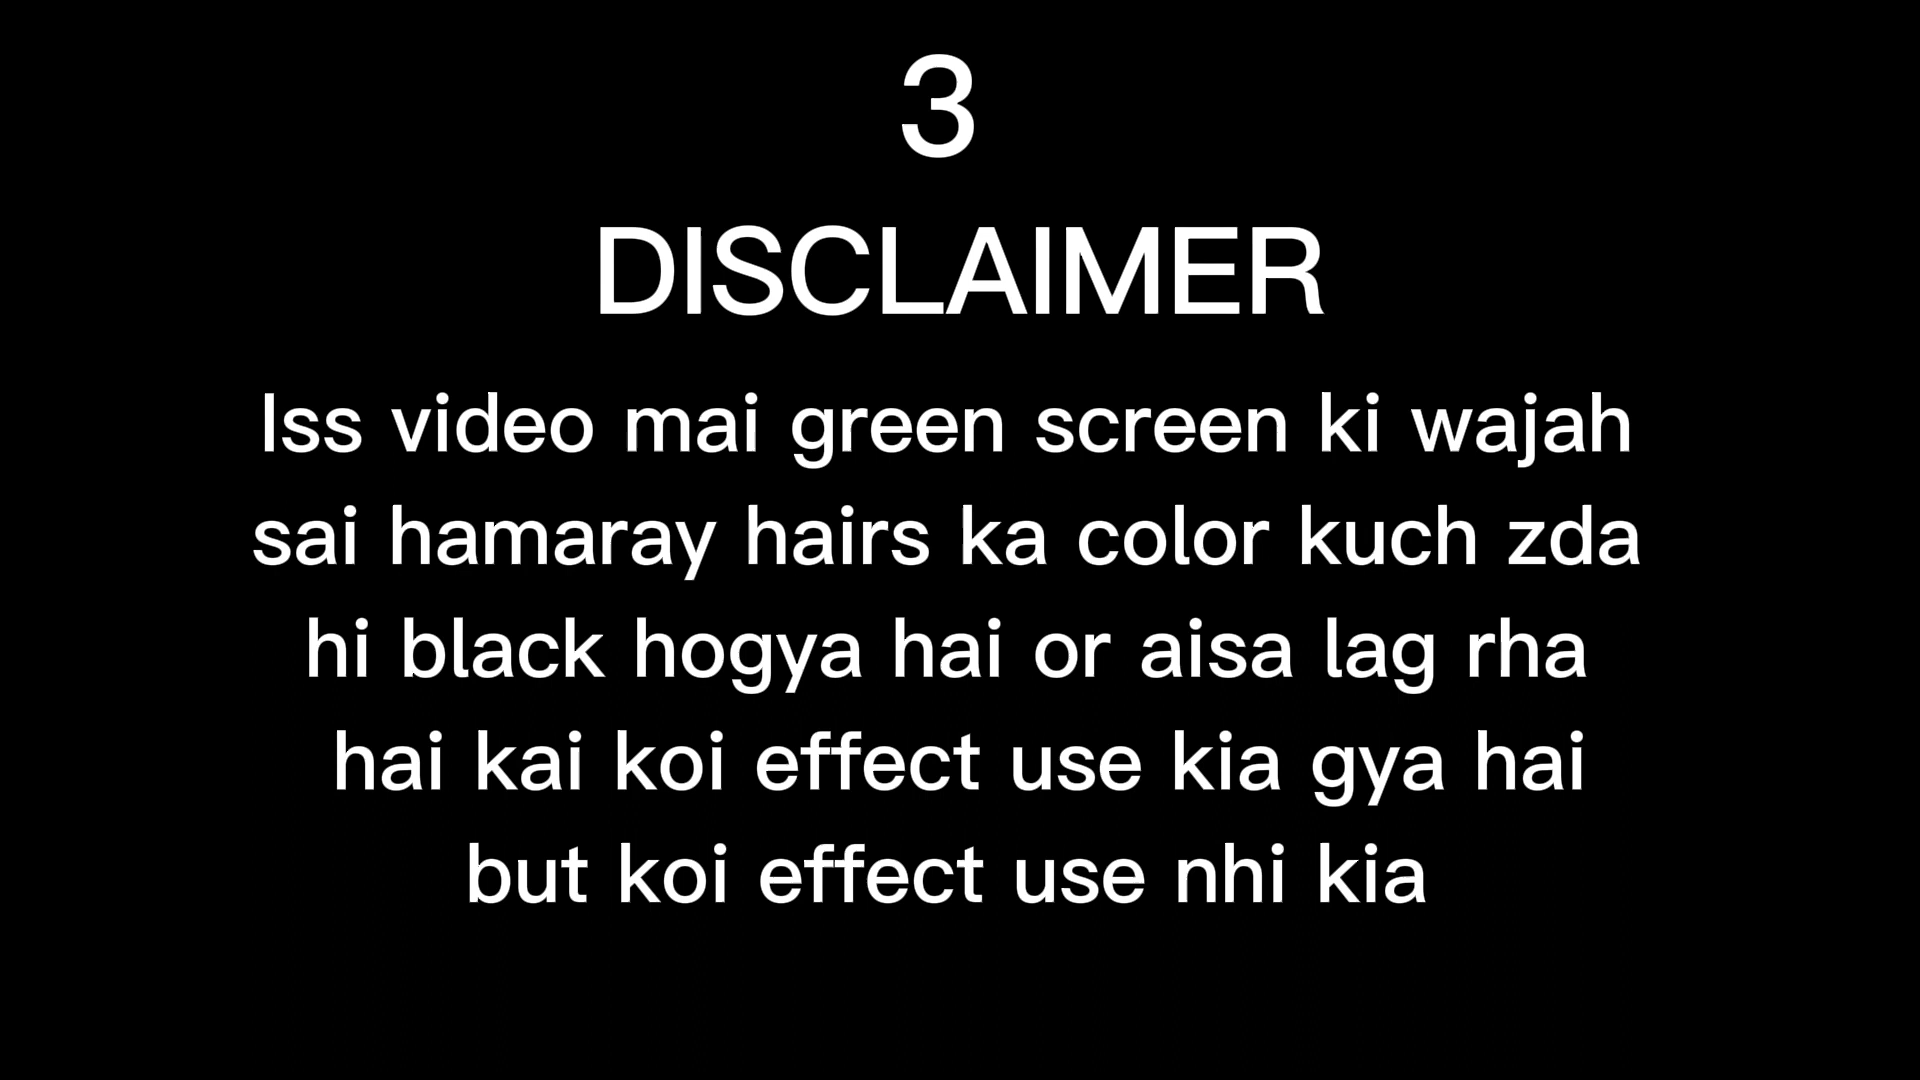 3
DISCLAIMER
Iss video mai green screen ki wajah
sai hamaray hairs ka color kuch zda
hi black hogya hai or aisa lag rha
hai kai koi effect use kia gya hai
but koi effect use nhi kia